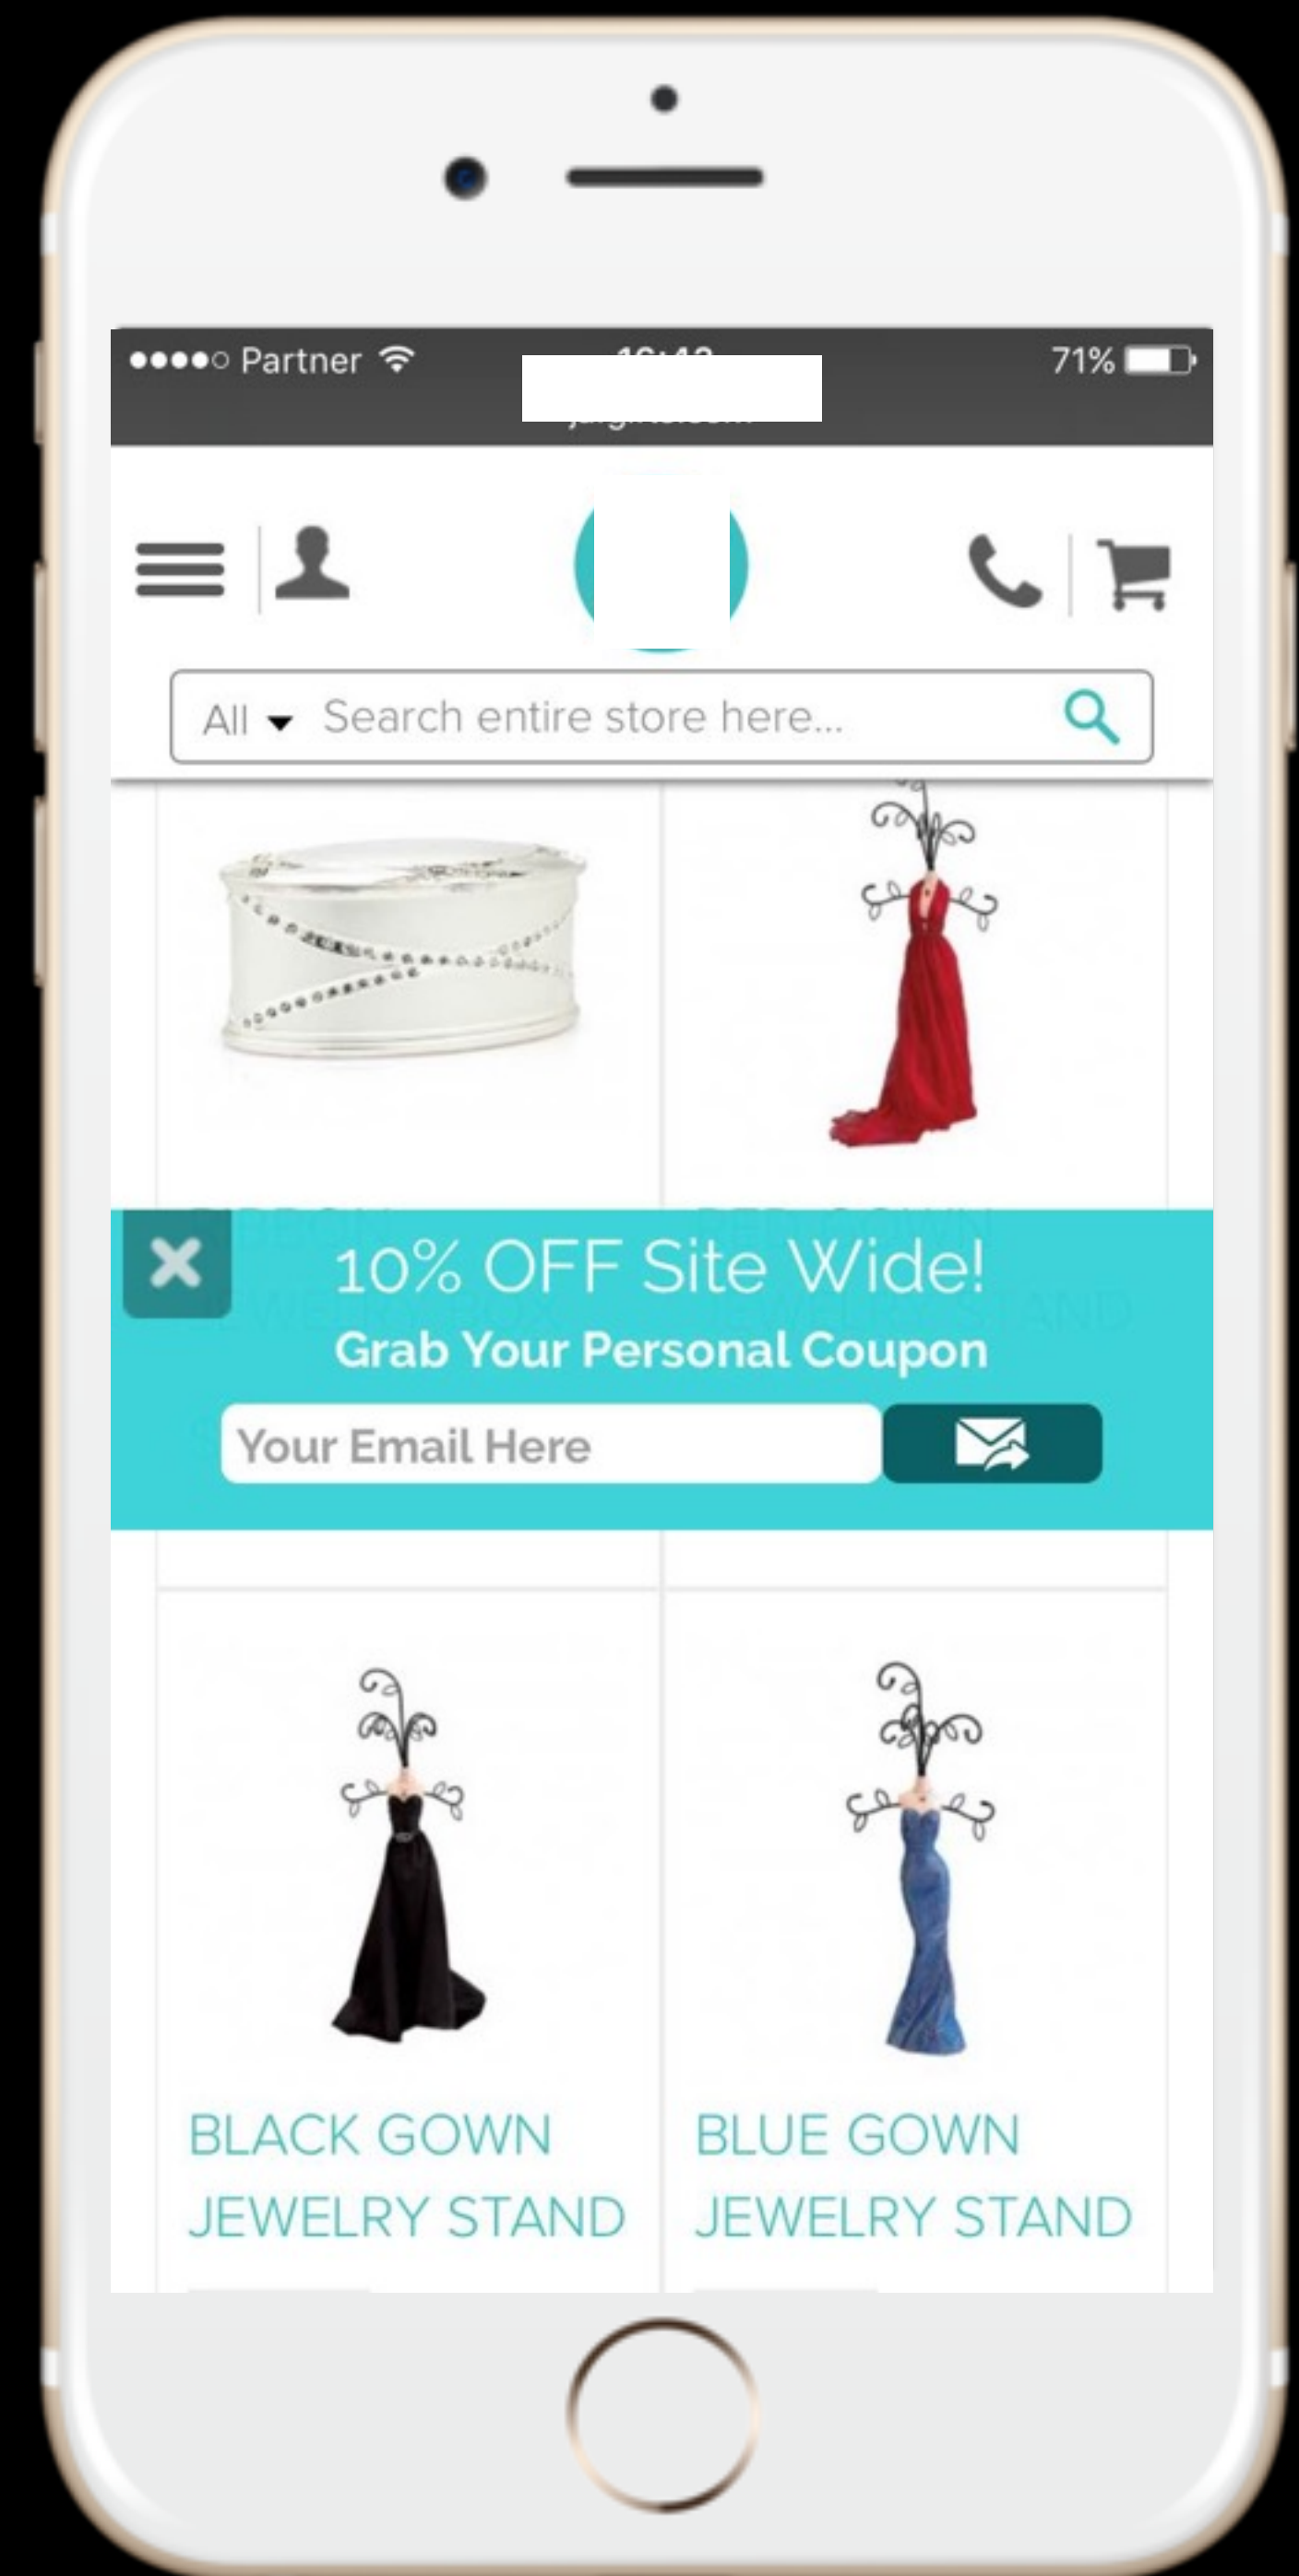 Partner
71%
All Search entire store here...
10% OFF Site Wide!
Grab Your Personal Coupon
Your Email Here
BLACK GOWN
JEWELRY STAND
BLUE GOWN
JEWELRY STAND